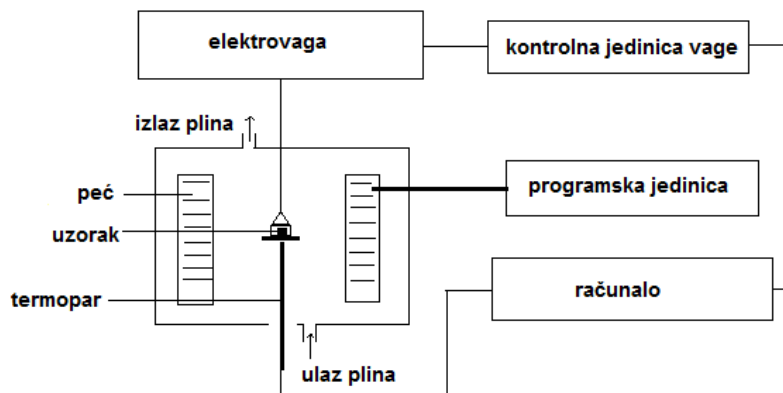 elektrovaga
kontrolna jedinica vage
izlaz plina
peć
programska jedinica
uzorak
termopar
računalo
ulaz plina